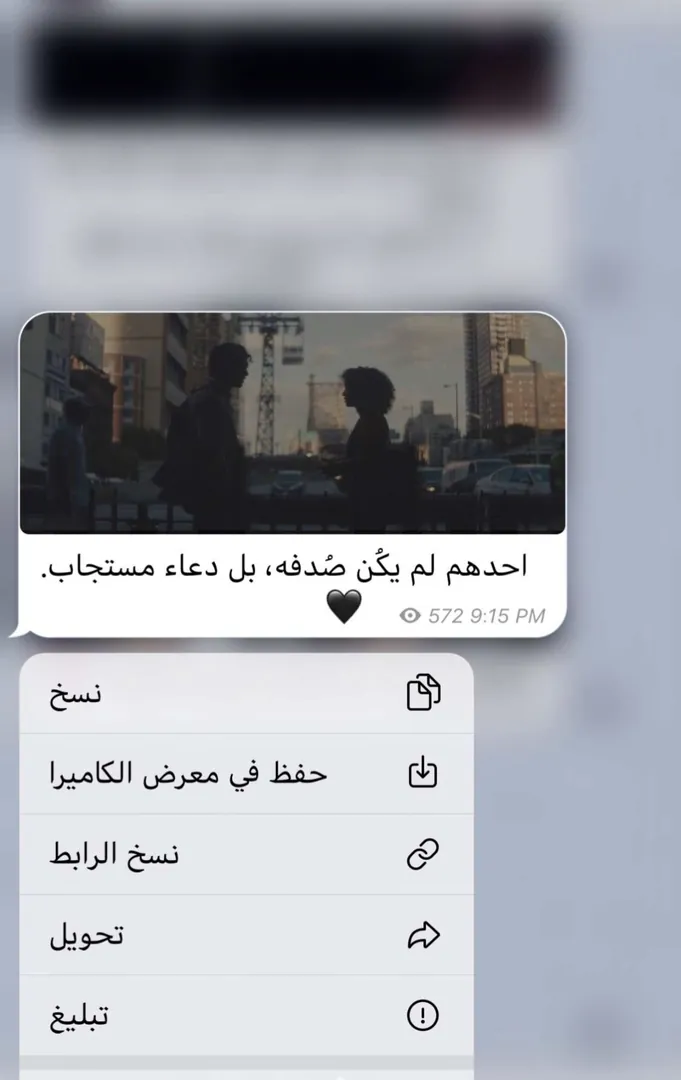 احدهم لم يكُن صُدفه، بل دعاء مستجاب.
🖤
572 9:15 PM
نسخ
حفظ في معرض الكاميرا
نسخ الرابط
تحويل
تبليغ